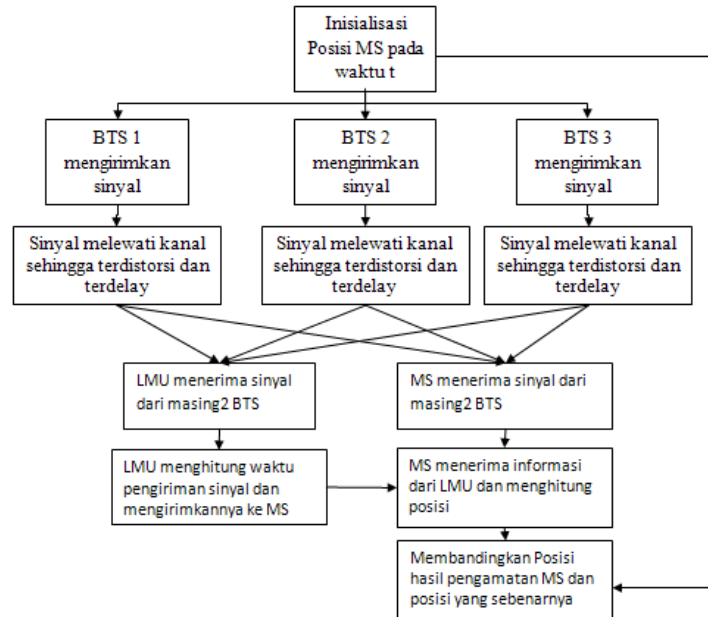 Inisialisasi
Posisi MS pada
waktu t
BTS 1
mengirimkan
sinyal
BTS 2
mengirimkan
sinyal
BTS 3
mengirimkan
sinyal
Sinyal melewati kanal
sehingga terdistorsi dan
terdelay
Sinyal melewati kanal
sehingga terdistorsi dan
terdelay
Sinyal melewati kanal
sehingga terdistorsi dan
terdelay
LMU menerima sinyal
dari masing2 BTS
MS menerima sinyal dari
masing2 BTS
LMU menghitung waktu
pengiriman sinyal dan
mengirimkannya ke MS
MS menerima informasi
dari LMU dan menghitung
posisi
Membandingkan Posisi
hasil pengamatan MS dan
posisi yang sebenarnya